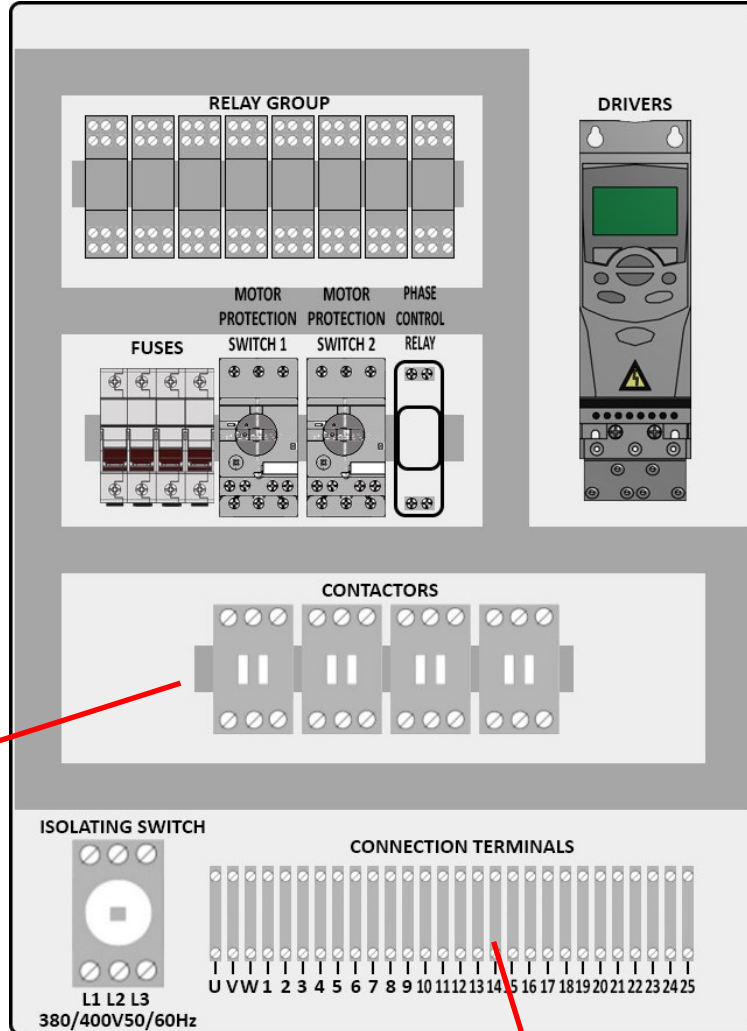 RELAY GROUP
DRIVERS
MOTOR PROTECTION SWITCH 1
MOTOR PROTECTION SWITCH 2
PHASE CONTROL RELAY
FUSES
CONTACTORS
ISOLATING SWITCH
CONNECTION TERMINALS
U V W 1 2 3 4 5 6 7 8 9 10 11 12 13 14 15 16 17 18 19 20 21 22 23 24 25
L1 L2 L3
380/400V50/60Hz